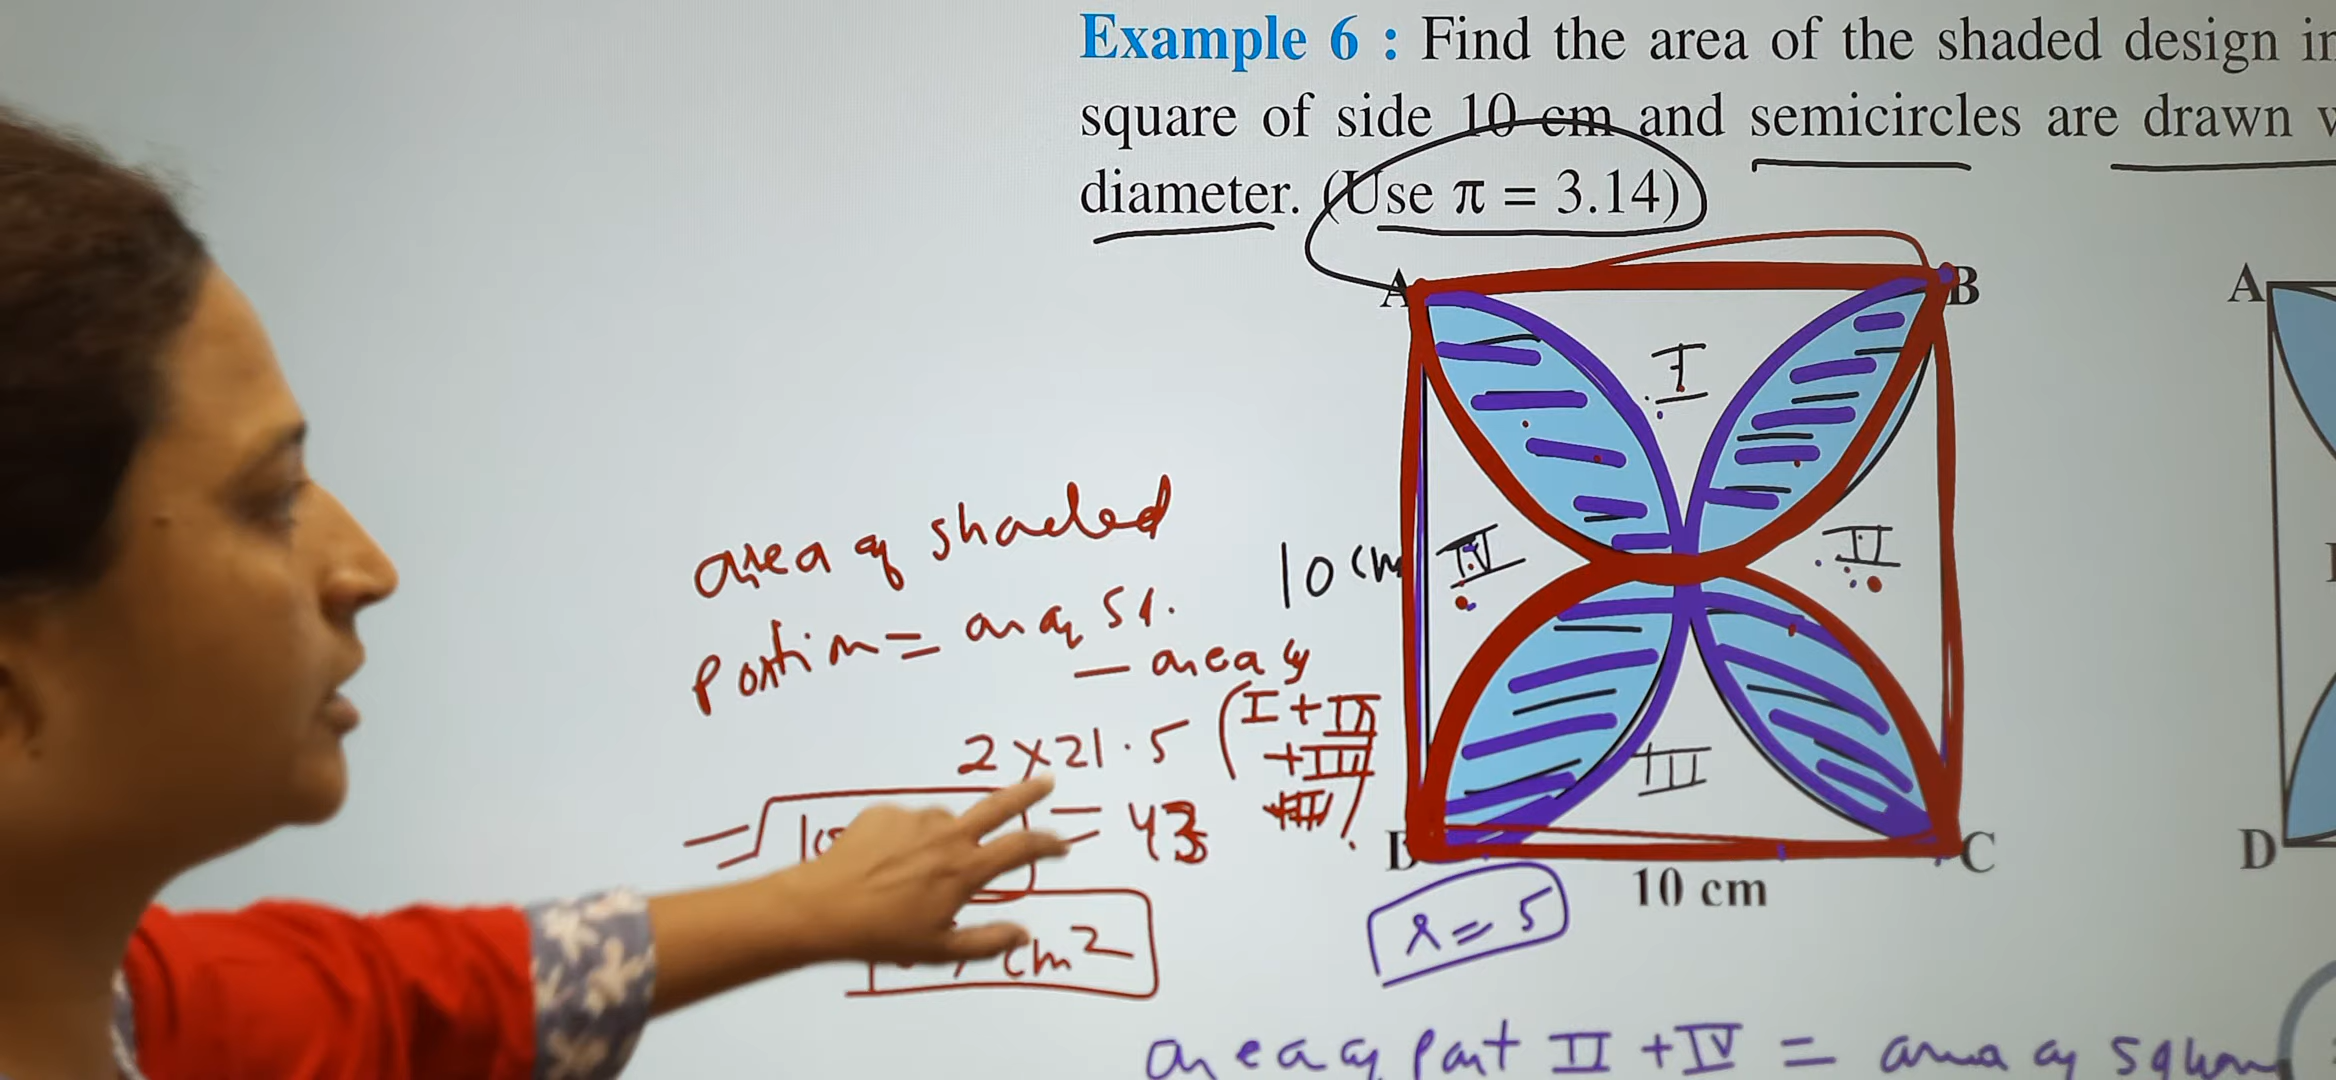 Example 6 : Find the area of the shaded design in
square of side 10 cm and semicircles are drawn
diameter. (Use π = 3.14)
A
B
A
I
area of shaded
10 cm
IV
II
portion = ar of sq.
- area of
(I + II
2 x 21.5
+ III
= 43
III
D
C
D
10 cm
r = 5
cm²
area of part II + IV = area of square